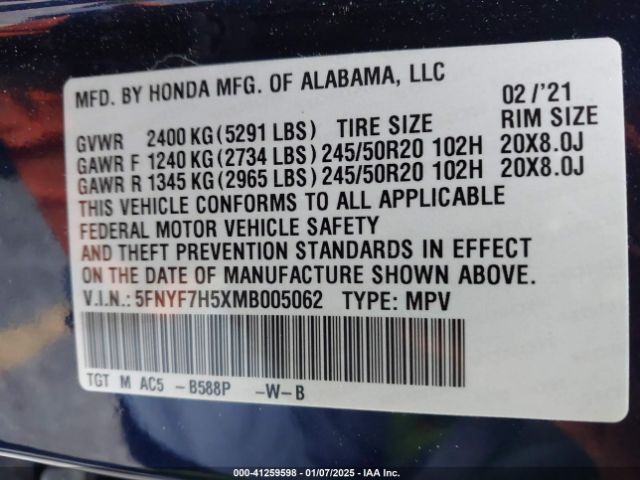 MFD. BY HONDA MFG. OF ALABAMA, LLC
02 /'21
GVWR 2400 KG (5291 LBS) TIRE SIZE RIM SIZE
GAWR F 1240 KG (2734 LBS) 245/50R20 102H 20X8.0J
GAWR R 1345 KG (2965 LBS) 245/50R20 102H 20X8.0J
THIS VEHICLE CONFORMS TO ALL APPLICABLE
FEDERAL MOTOR VEHICLE SAFETY
AND THEFT PREVENTION STANDARDS IN EFFECT
ON THE DATE OF MANUFACTURE SHOWN ABOVE.
V.I.N.: 5FNYF7H5XMB005062 TYPE: MPV
TGT M AC5 -B588P -W-B
000-41259598 - 01/07/2025 - IAA Inc.